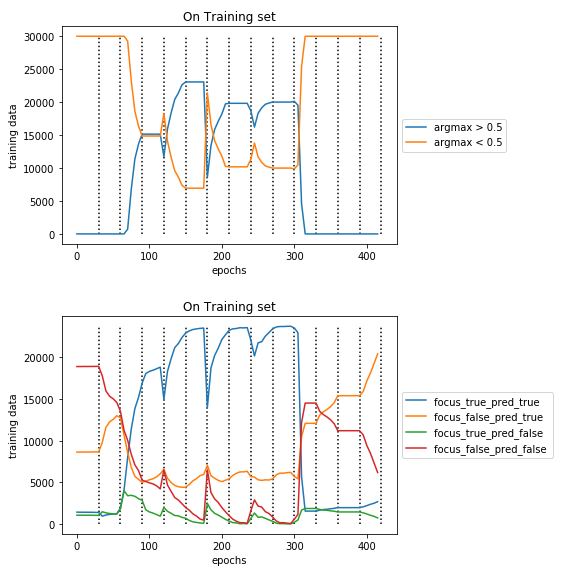 On Training set
30000
25000
20000
15000
10000
5000
0
training data
0 100 200 300 400
epochs
argmax > 0.5
argmax < 0.5
On Training set
20000
15000
10000
5000
0
training data
0 100 200 300 400
epochs
focus_true_pred_true
focus_false_pred_true
focus_true_pred_false
focus_false_pred_false